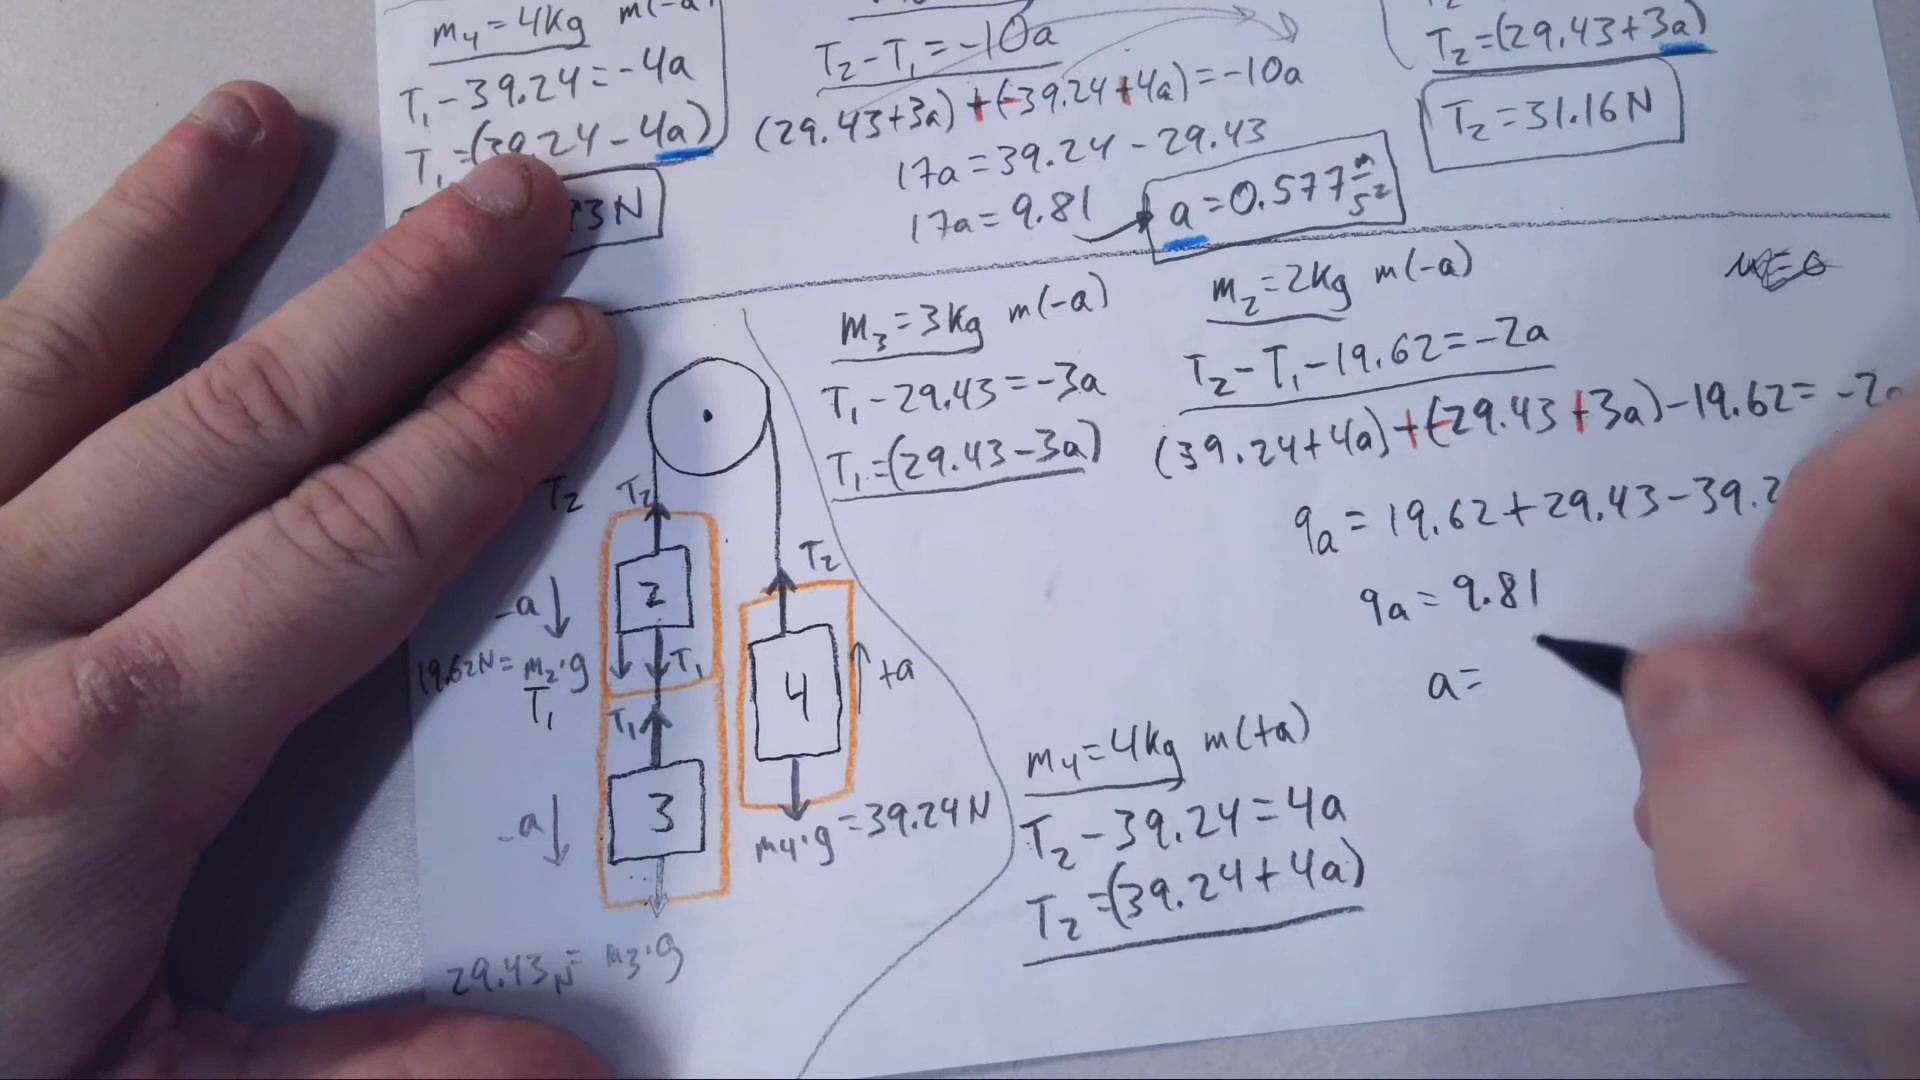 m₄=4kg m(-a)
T₁-39.24=-4a
T₁=(39.24-4a)
73N
T₂-T₁=-10a
(29.43+3a)+(-39.24+4a)=-10a
17a=39.24-29.43
17a=9.81
a=0.577 m/s²
T₂=(29.43+3a)
T₂=31.16N
m₃=3kg m(-a)
T₁-29.43=-3a
T₁=(29.43-3a)
m₂=2kg m(-a)
T₂-T₁-19.62=-2a
(39.24+4a)+(-29.43+3a)-19.62=-2a
9a=19.62+29.43-39.2
9a=9.81
a=
T₂
T₂
2
-a
19.62N=m₂·g
T₁
T₁
T₁
3
-a
29.43N=m₃·g
T₂
4
+a
m₄·g=39.24N
m₄=4kg m(+a)
T₂-39.24=4a
T₂=(39.24+4a)